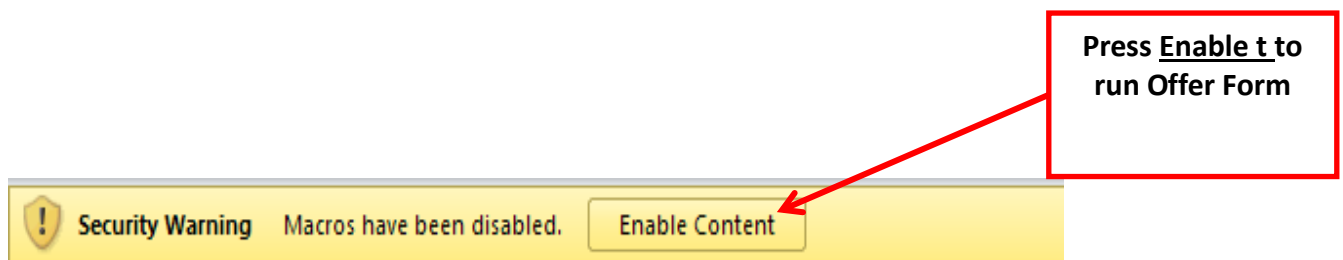 Press Enable t to
run Offer Form
Security Warning Macros have been disabled. Enable Content